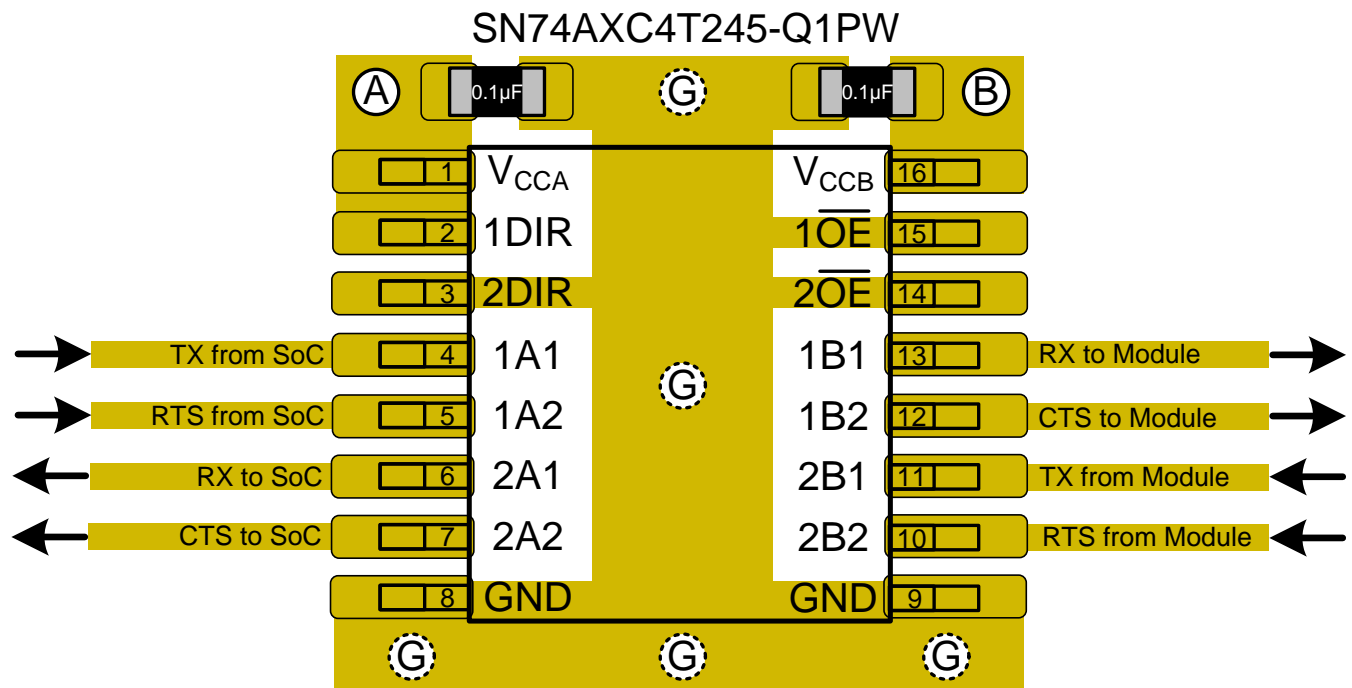 SN74AXC4T245-Q1PW
A 0.1µF G 0.1µF B
1 VCCA VCCB 16
2 1DIR 1OE 15
3 2DIR 2OE 14
TX from SoC 4 1A1 1B1 13 RX to Module
G
RTS from SoC 5 1A2 1B2 12 CTS to Module
RX to SoC 6 2A1 2B1 11 TX from Module
CTS to SoC 7 2A2 2B2 10 RTS from Module
8 GND GND 9
G G G